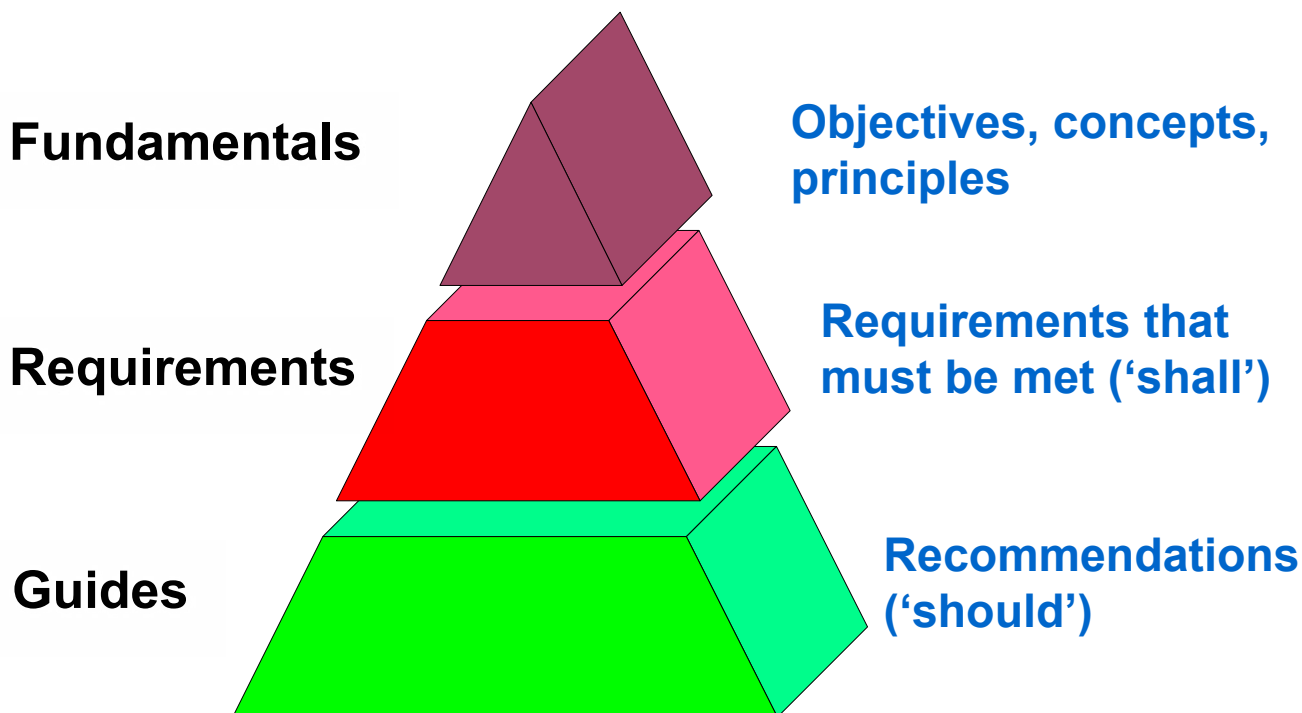 Fundamentals
Objectives, concepts,
principles
Requirements
Requirements that
must be met (‘shall’)
Guides
Recommendations
(‘should’)